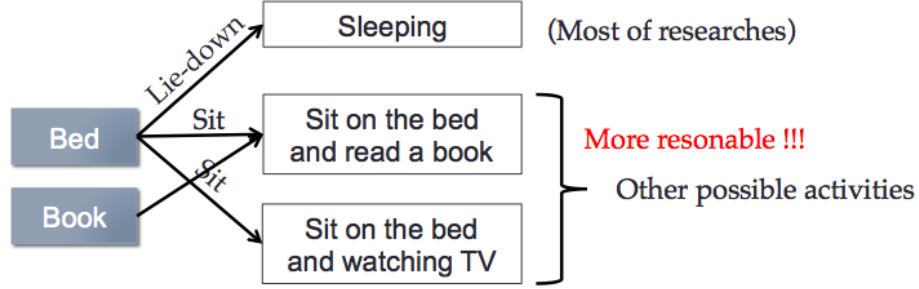 Sleeping
(Most of researches)
Lie-down
Bed
Sit
Sit on the bed
and read a book
More resonable !!!
Sit
Other possible activities
Book
Sit on the bed
and watching TV